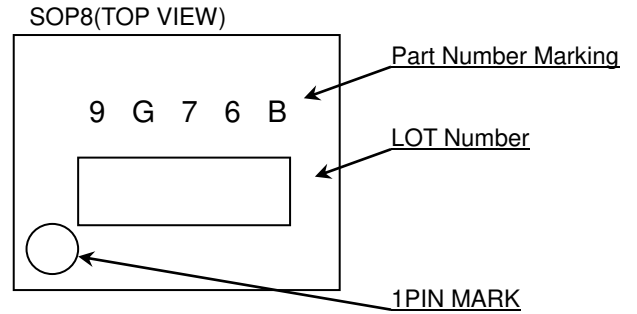 SOP8(TOP VIEW)
Part Number Marking
9 G 7 6 B
LOT Number
1PIN MARK